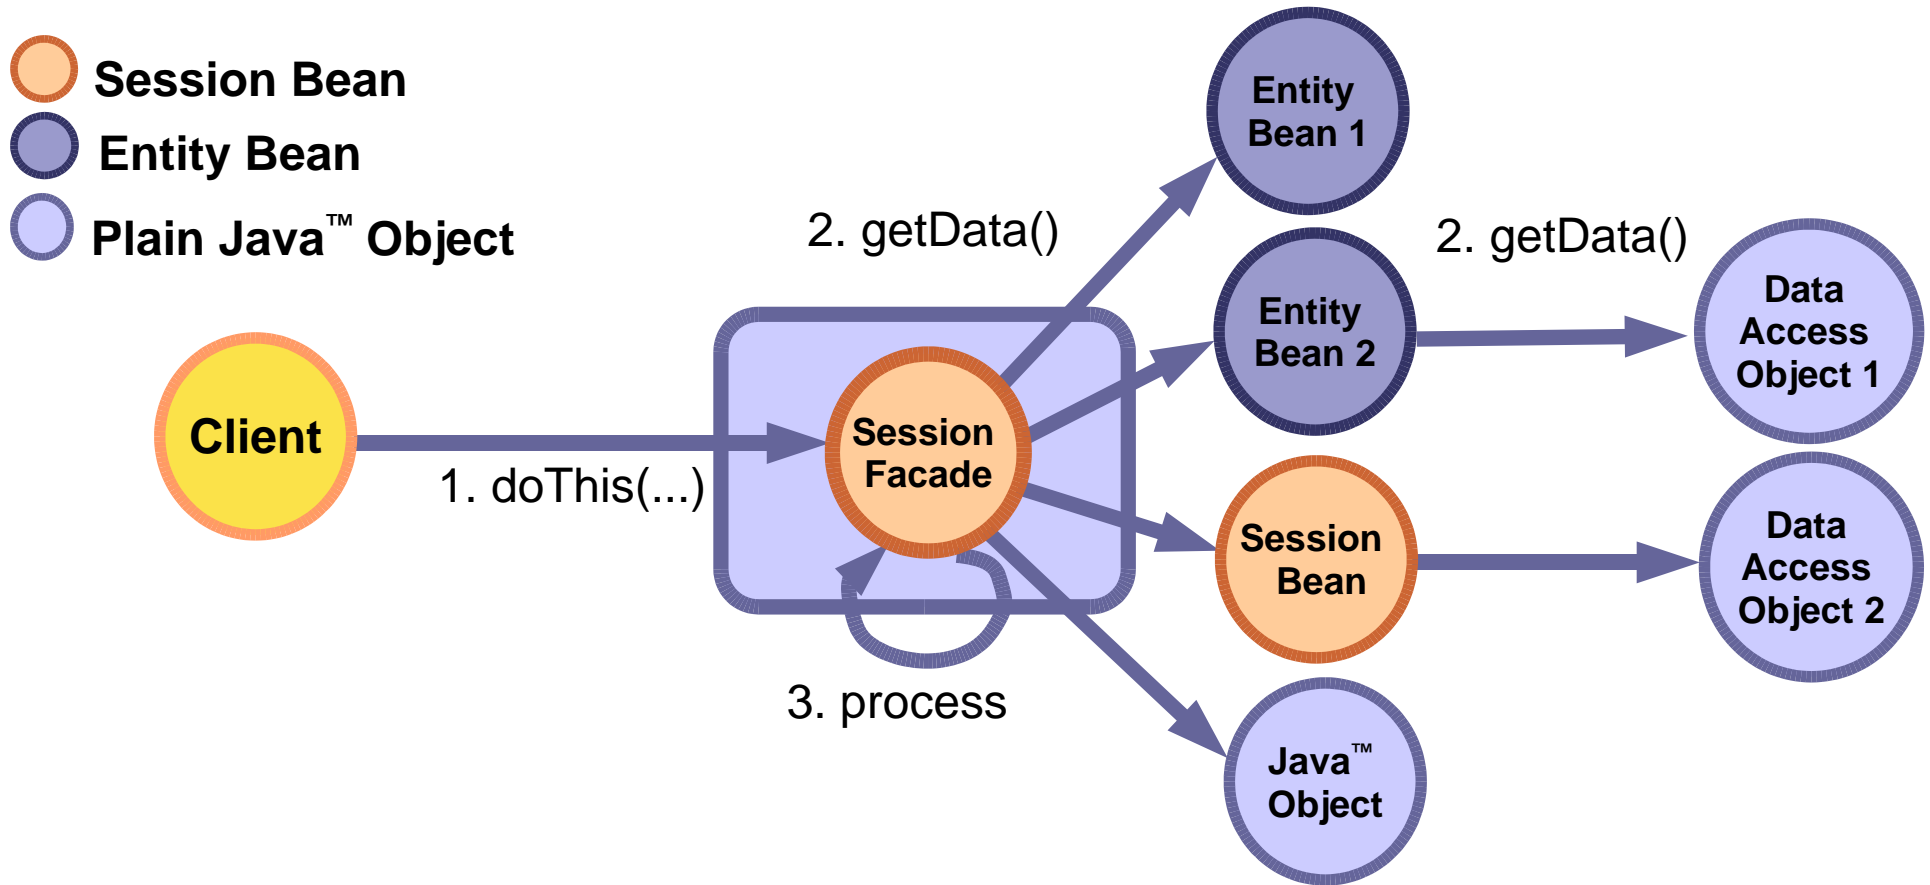 Session Bean
Entity Bean
Plain Java™ Object
Client
1. doThis(...)
2. getData()
Session
Facade
3. process
Entity
Bean 1
Entity
Bean 2
Session
Bean
Java™
Object
2. getData()
Data
Access
Object 1
Data
Access
Object 2